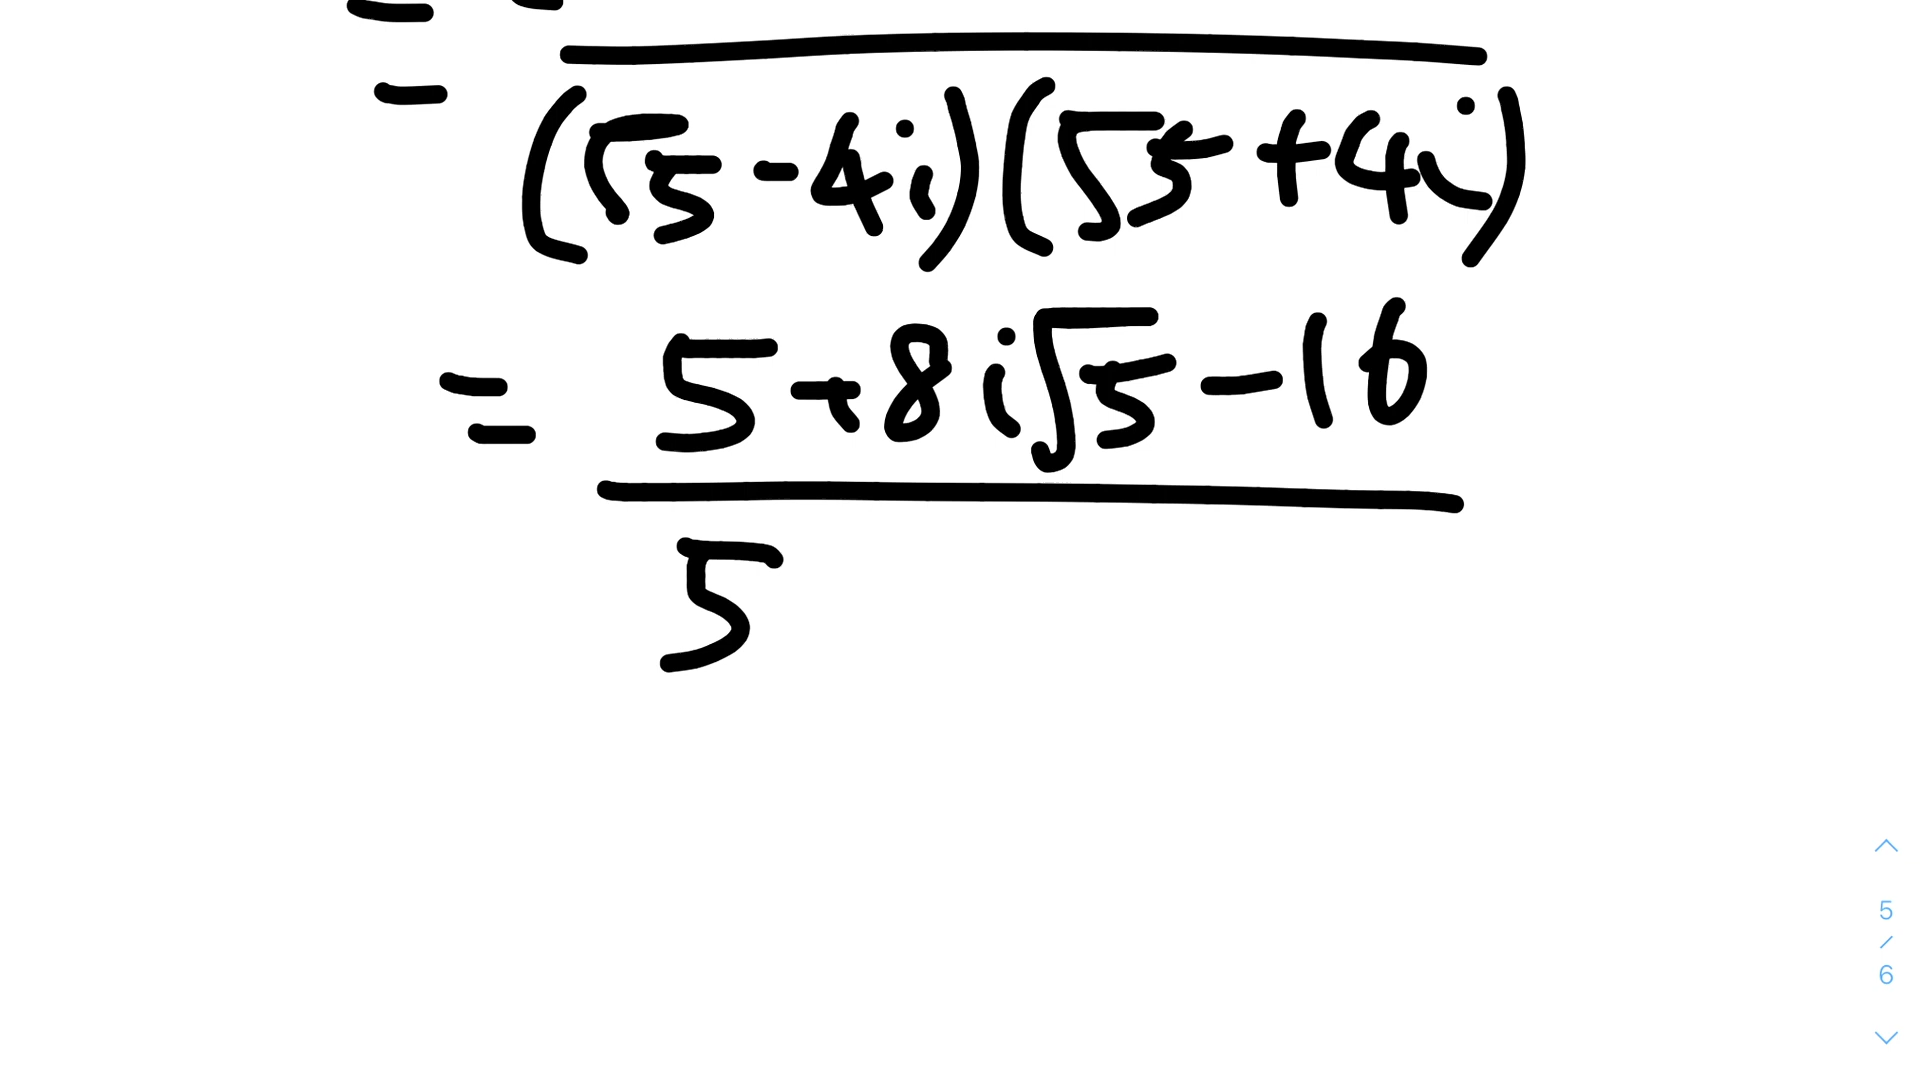 =
(√5-4i)(√5+4i)
= 5+8i√5-16
5
5
/
6